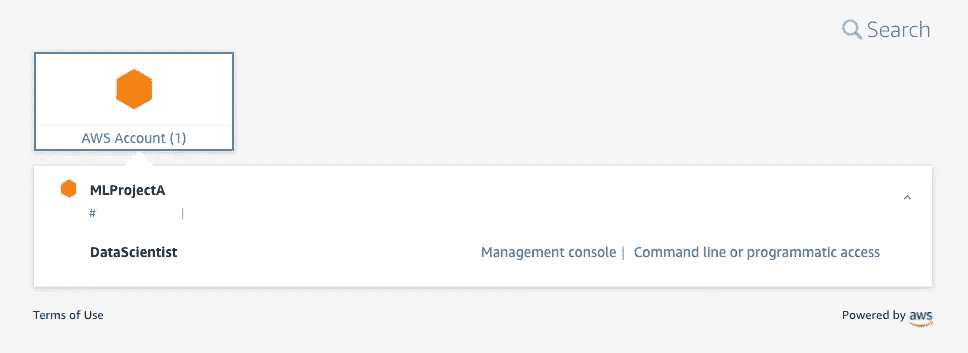 Search
AWS Account (1)
MLProjectA
# |
DataScientist Management console | Command line or programmatic access
Terms of Use Powered by aws